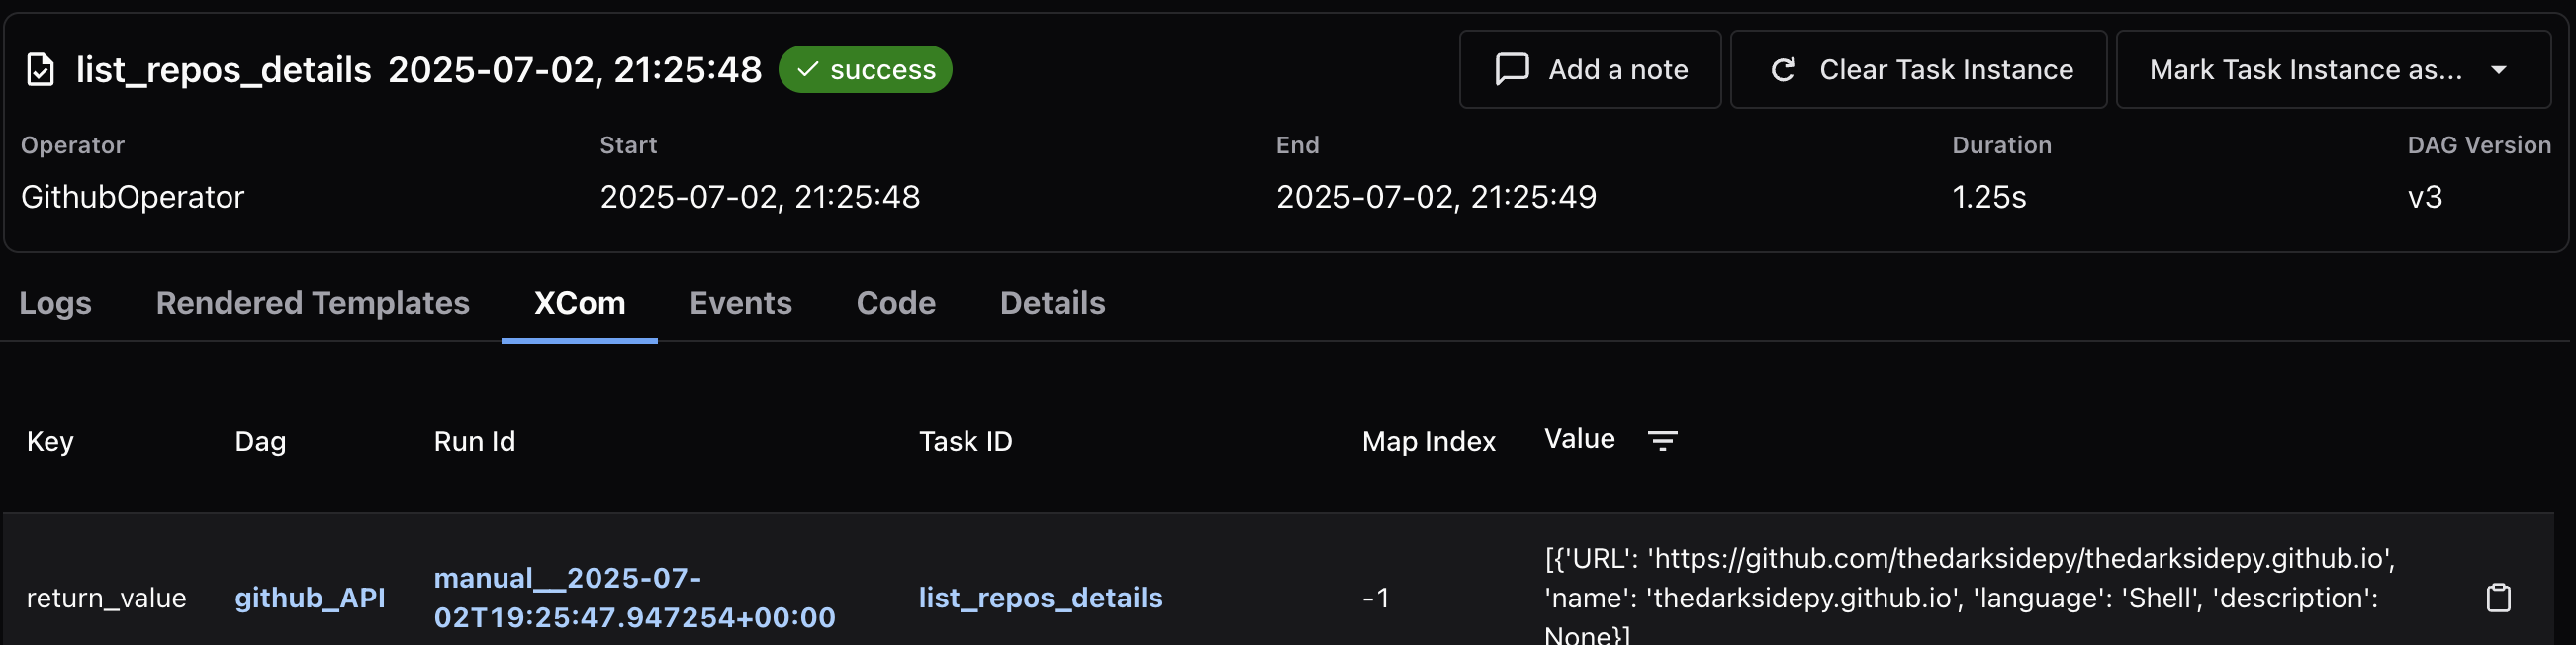 list_repos_details 2025-07-02, 21:25:48 success
Add a note
Clear Task Instance
Mark Task Instance as...
Operator Start End Duration DAG Version
GithubOperator 2025-07-02, 21:25:48 2025-07-02, 21:25:49 1.25s v3
Logs Rendered Templates XCom Events Code Details
Key Dag Run Id Task ID Map Index Value
return_value
github_API
manual__2025-07-
02T19:25:47.947254+00:00
list_repos_details
-1
[{'URL': 'https://github.com/thedarksidepy/thedarksidepy.github.io',
'name': 'thedarksidepy.github.io', 'language': 'Shell', 'description':
None}]